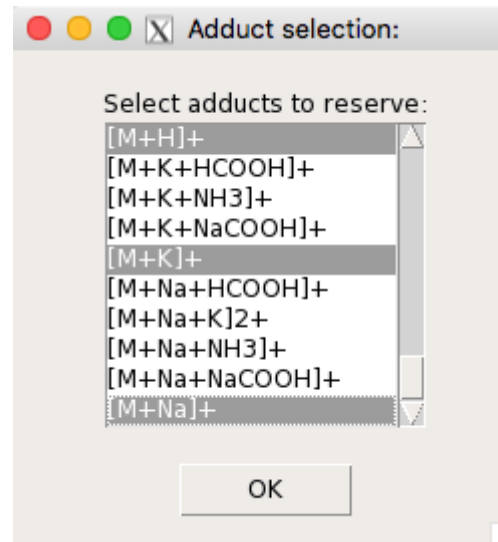 Adduct selection:
Select adducts to reserve:
[M+H]+
[M+K+HCOOH]+
[M+K+NH3]+
[M+K+NaCOOH]+
[M+K]+
[M+Na+HCOOH]+
[M+Na+K]2+
[M+Na+NH3]+
[M+Na+NaCOOH]+
[M+Na]+
OK